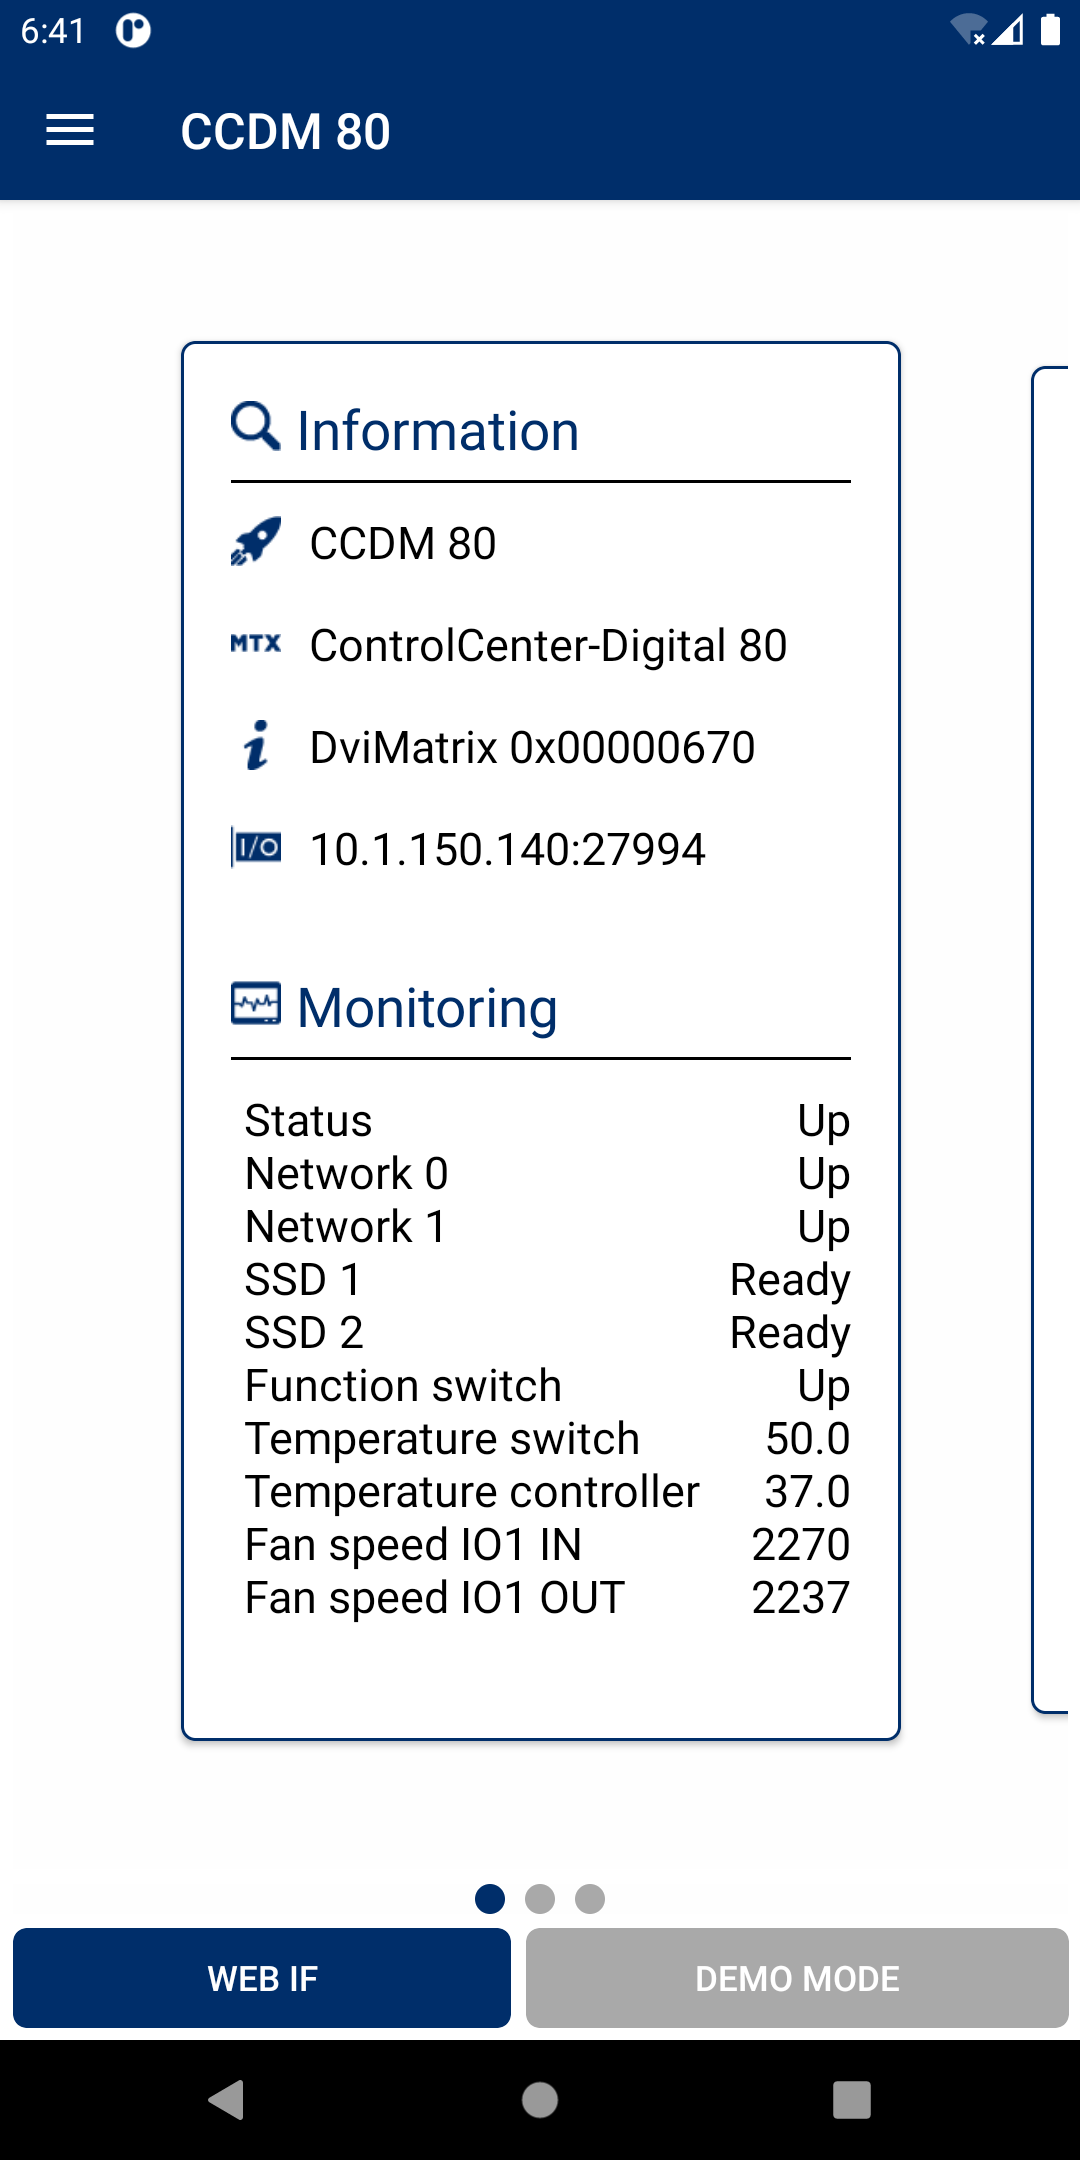 6:41
CCDM 80
Information
CCDM 80
MTX ControlCenter-Digital 80
DviMatrix 0x00000670
I/O 10.1.150.140:27994
Monitoring
Status Up
Network 0 Up
Network 1 Up
SSD 1 Ready
SSD 2 Ready
Function switch Up
Temperature switch 50.0
Temperature controller 37.0
Fan speed IO1 IN 2270
Fan speed IO1 OUT 2237
WEB IF DEMO MODE